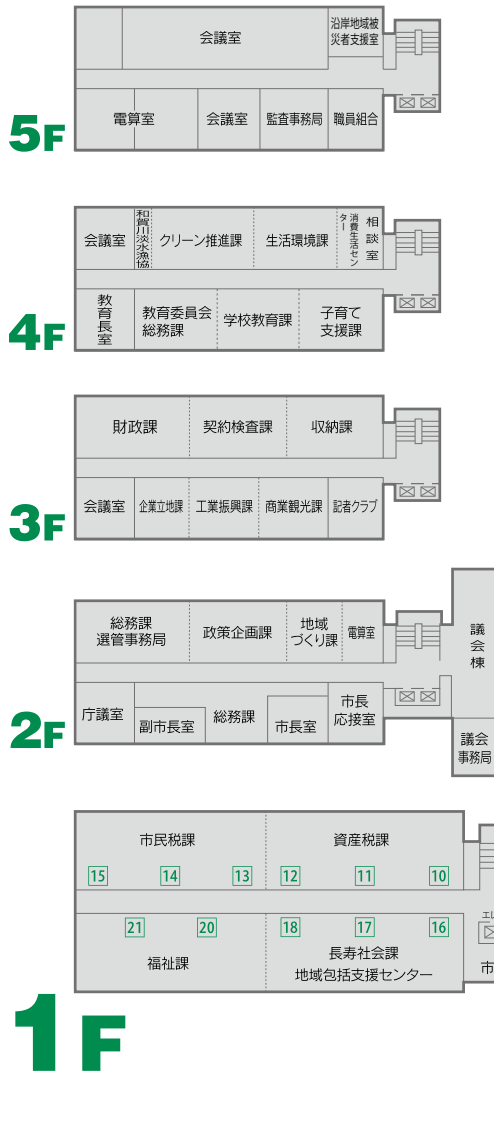 会議室
沿岸地域被
災者支援室
5F
電算室
会議室
監査事務局
職員組合
会議室
和賀川淡水漁協
クリーン推進課
生活環境課
消費生活セン
ター
相談室
4F
教育長室
教育委員会
総務課
学校教育課
子育て
支援課
財政課
契約検査課
収納課
3F
会議室
企業立地課
工業振興課
商業観光課
記者クラブ
総務課
選管事務局
政策企画課
地域
づくり課
電算室
議会棟
2F
庁議室
副市長室
総務課
市長室
市長
応接室
議会
事務局
市民税課
資産税課
15
14
13
12
11
10
21
20
18
17
16
エレ
福祉課
長寿社会課
地域包括支援センター
市
1F